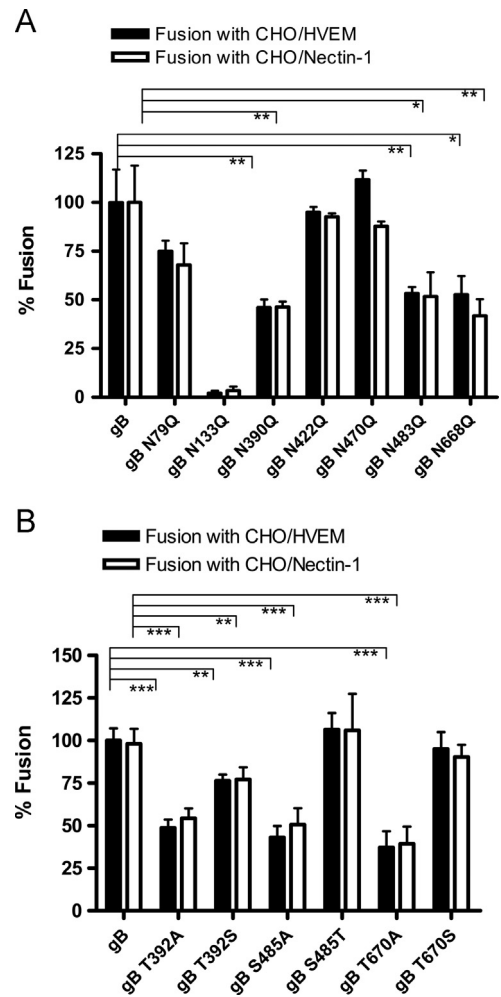 A
Fusion with CHO/HVEM
Fusion with CHO/Nectin-1
**
*
**
*
**
**
125
100
75
50
25
0
% Fusion
gB
gB N79Q
gB N133Q
gB N390Q
gB N422Q
gB N470Q
gB N483Q
gB N668Q
B
Fusion with CHO/HVEM
Fusion with CHO/Nectin-1
***
***
**
***
***
***
**
***
150
125
100
75
50
25
0
% Fusion
gB
gB T392A
gB T392S
gB S485A
gB S485T
gB T670A
gB T670S